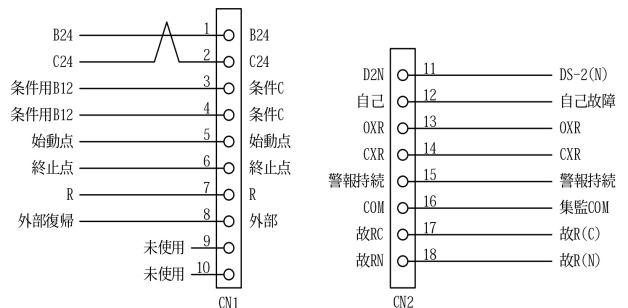 B24 1 B24
C24 2 C24
条件用B12 3 条件C
条件用B12 4 条件C
始動点 5 始動点
終止点 6 終止点
R 7 R
外部復帰 8 外部
未使用 9
未使用 10
CN1
D2N 11 DS-2(N)
自己 12 自己故障
OXR 13 OXR
CXR 14 CXR
警報持続 15 警報持続
COM 16 集監COM
故RC 17 故R(C)
故RN 18 故R(N)
CN2